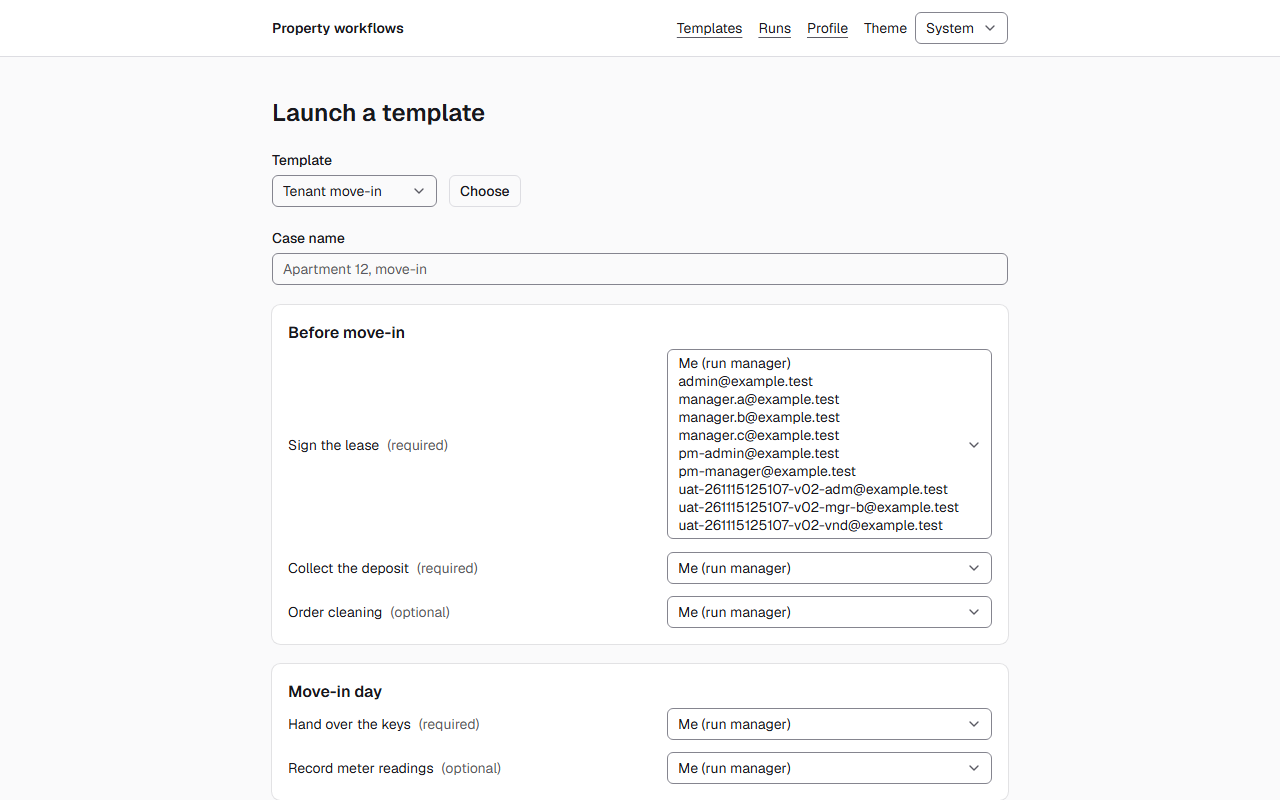 Property workflows Templates Runs Profile Theme System
Launch a template
Template
Tenant move-in Choose
Case name
Apartment 12, move-in
Before move-in
Sign the lease (required)
Me (run manager)
admin@example.test
manager.a@example.test
manager.b@example.test
manager.c@example.test
pm-admin@example.test
pm-manager@example.test
uat-261115125107-v02-adm@example.test
uat-261115125107-v02-mgr-b@example.test
uat-261115125107-v02-vnd@example.test
Collect the deposit (required) Me (run manager)
Order cleaning (optional) Me (run manager)
Move-in day
Hand over the keys (required) Me (run manager)
Record meter readings (optional) Me (run manager)